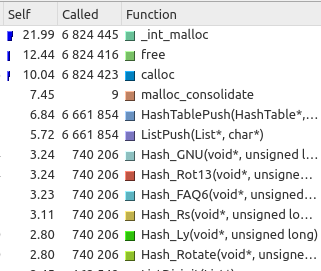 Self Called Function
21.99 6 824 445 _int_malloc
12.44 6 824 416 free
10.04 6 824 423 calloc
7.45 9 malloc_consolidate
6.84 6 661 854 HashTablePush(HashTable*,...
5.72 6 661 854 ListPush(List*, char*)
3.24 740 206 Hash_GNU(void*, unsigned l...
3.24 740 206 Hash_Rot13(void*, unsigne...
3.23 740 206 Hash_FAQ6(void*, unsigne...
3.11 740 206 Hash_Rs(void*, unsigned lo...
2.80 740 206 Hash_Ly(void*, unsigned long)
2.80 740 206 Hash_Rotate(void*, unsigne...